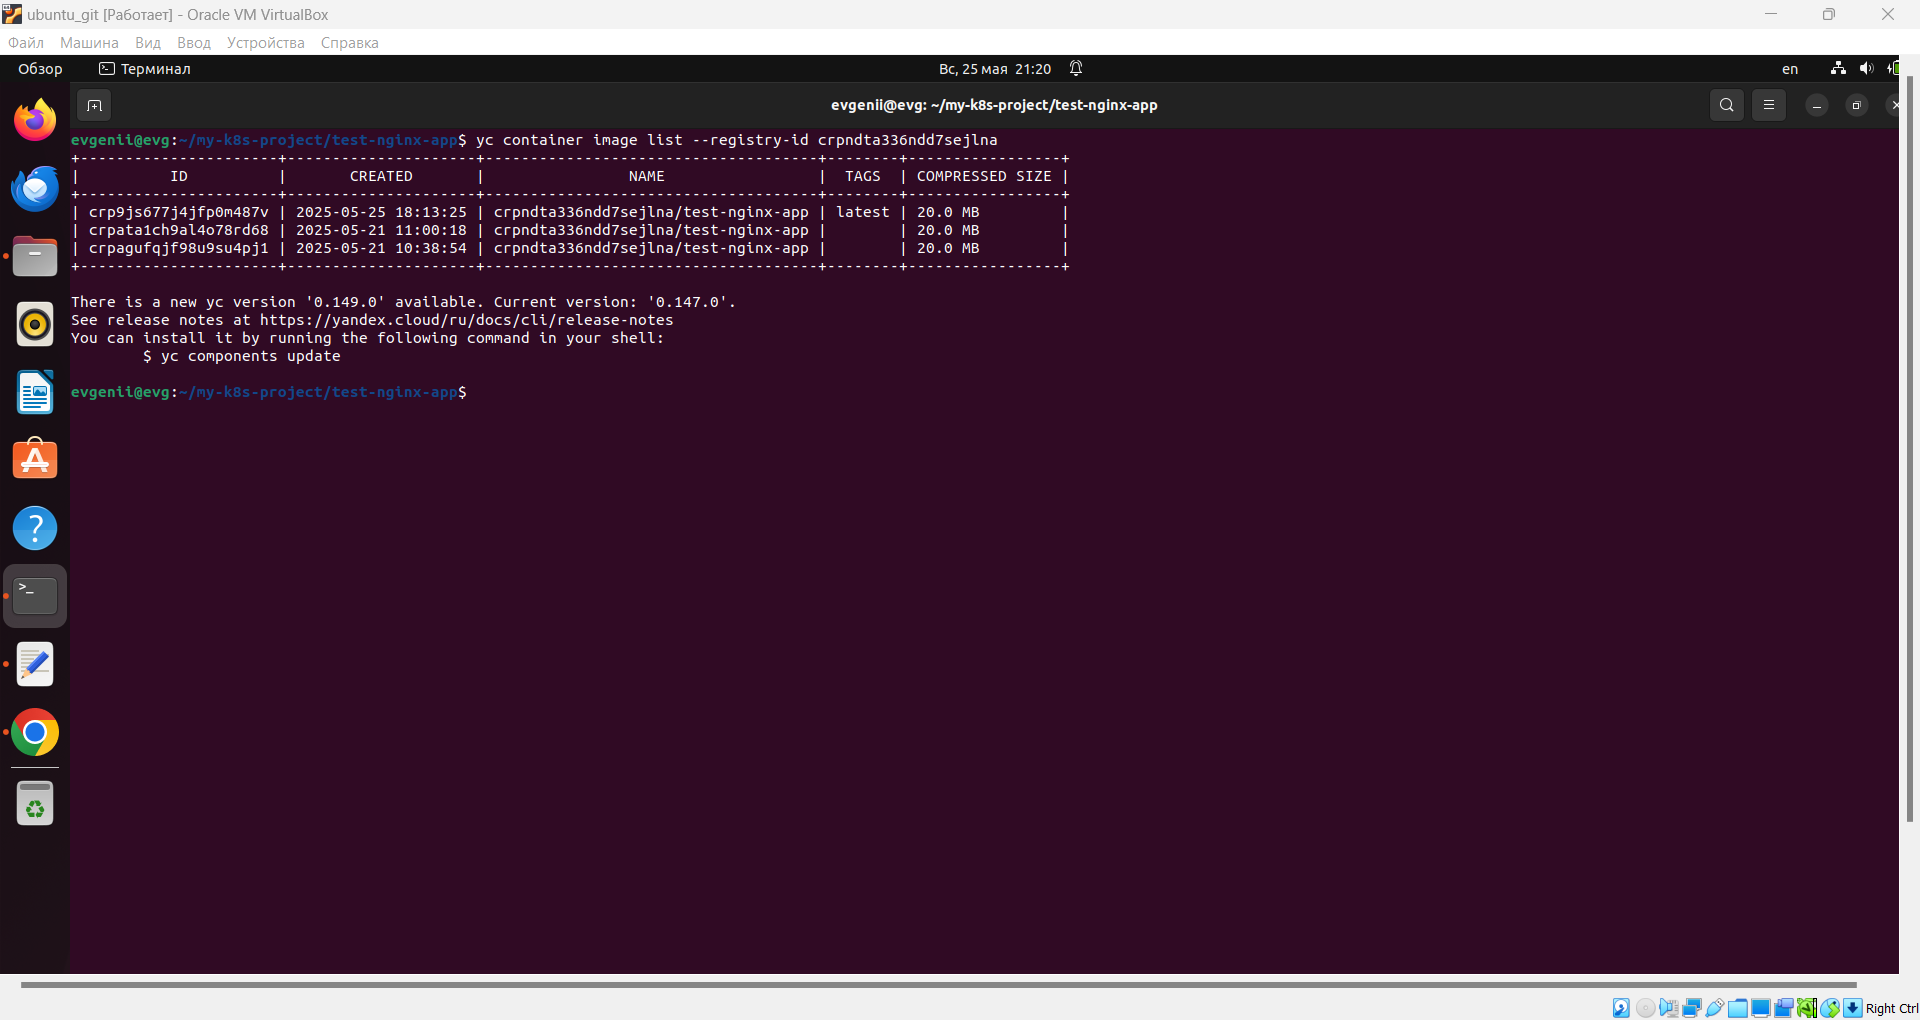 ubuntu_git [Работает] - Oracle VM VirtualBox
Файл Машина Вид Ввод Устройства Справка
Обзор Терминал Вс, 25 мая 21:20 en
evgenii@evg: ~/my-k8s-project/test-nginx-app
evgenii@evg:~/my-k8s-project/test-nginx-app$ yc container image list --registry-id crpndta336ndd7sejlna
+----------------------+---------------------+-------------------------------------+--------+-----------------+
| ID | CREATED | NAME | TAGS | COMPRESSED SIZE |
+----------------------+---------------------+-------------------------------------+--------+-----------------+
| crp9js677j4jfp0m487v | 2025-05-25 18:13:25 | crpndta336ndd7sejlna/test-nginx-app | latest | 20.0 MB |
| crpata1ch9al4o78rd68 | 2025-05-21 11:00:18 | crpndta336ndd7sejlna/test-nginx-app | | 20.0 MB |
| crpagufqjf98u9su4pj1 | 2025-05-21 10:38:54 | crpndta336ndd7sejlna/test-nginx-app | | 20.0 MB |
+----------------------+---------------------+-------------------------------------+--------+-----------------+
There is a new yc version '0.149.0' available. Current version: '0.147.0'.
See release notes at https://yandex.cloud/ru/docs/cli/release-notes
You can install it by running the following command in your shell:
$ yc components update
evgenii@evg:~/my-k8s-project/test-nginx-app$
Right Ctrl